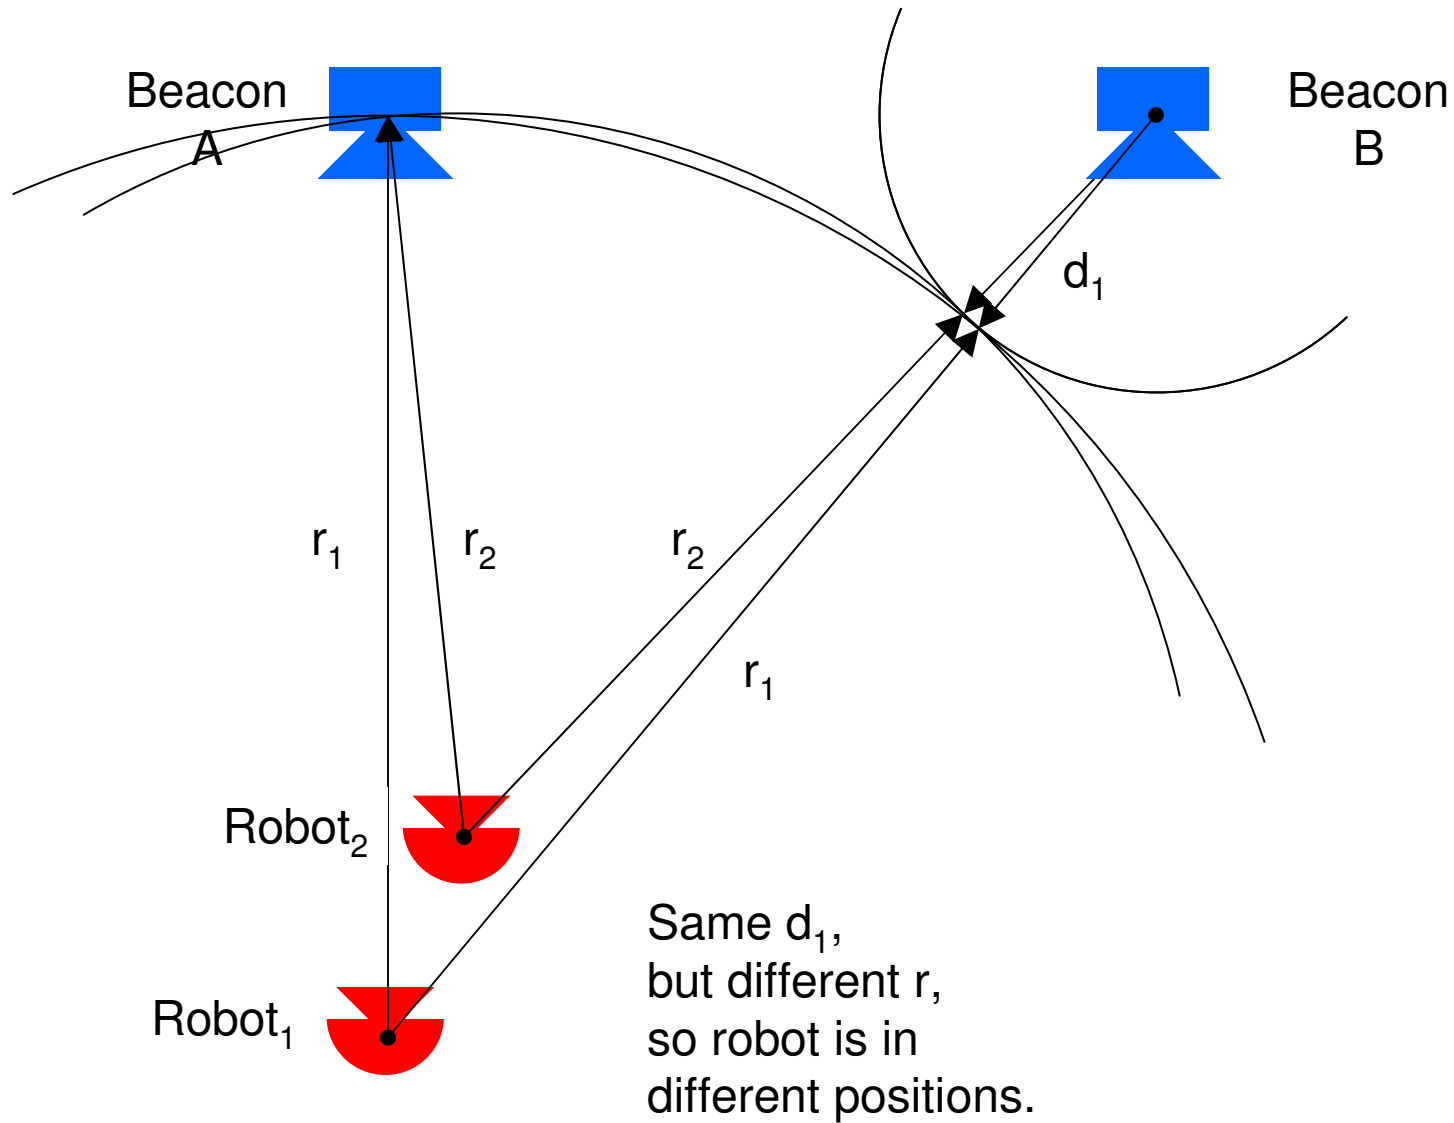 Beacon
A
Beacon
B
d₁
r₁
r₂
r₂
r₁
Robot₂
Robot₁
Same d₁,
but different r,
so robot is in
different positions.